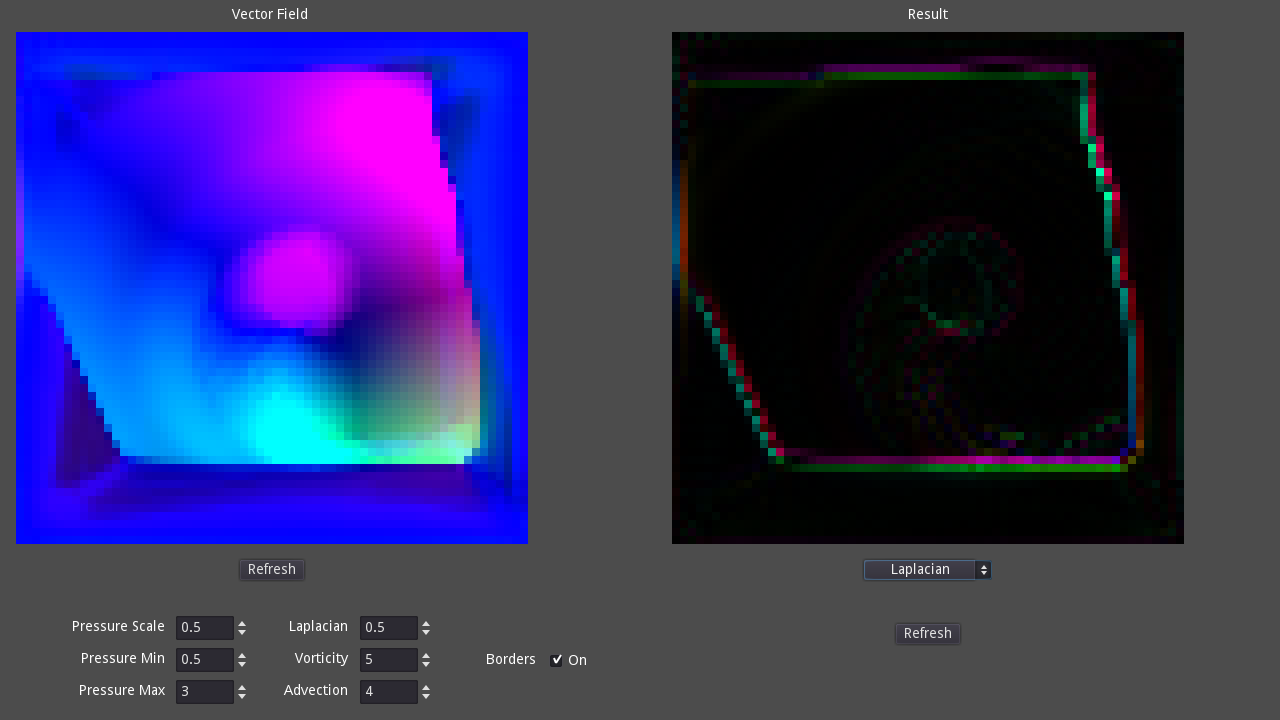 Vector Field
Result
Refresh
Laplacian
Pressure Scale 0.5 Laplacian 0.5
Refresh
Pressure Min 0.5 Vorticity 5 Borders On
Pressure Max 3 Advection 4